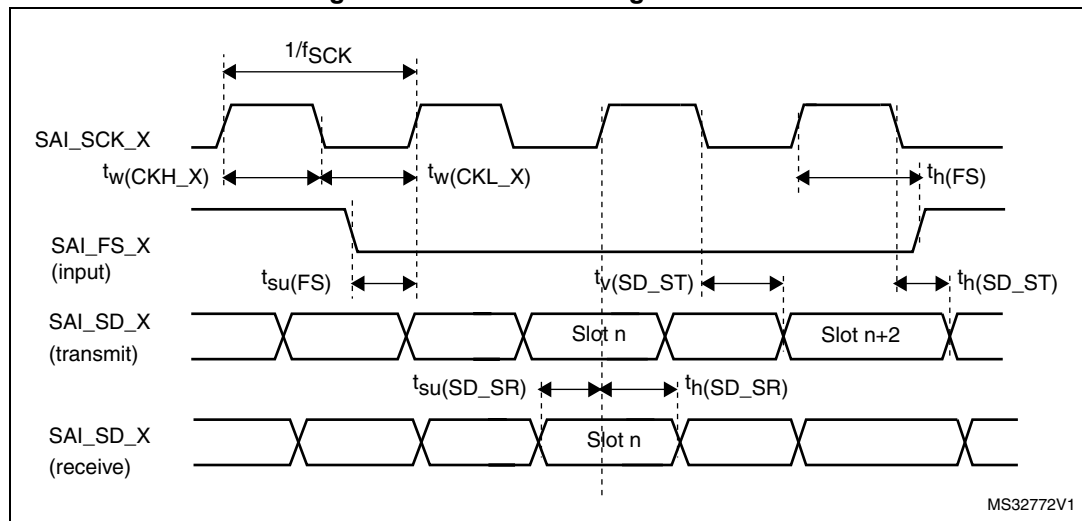 1/fSCK
SAI_SCK_X
tw(CKH_X)
tw(CKL_X)
th(FS)
SAI_FS_X
(input)
tsu(FS)
tv(SD_ST)
th(SD_ST)
SAI_SD_X
(transmit)
Slot n
Slot n+2
tsu(SD_SR)
th(SD_SR)
SAI_SD_X
(receive)
Slot n
MS32772V1